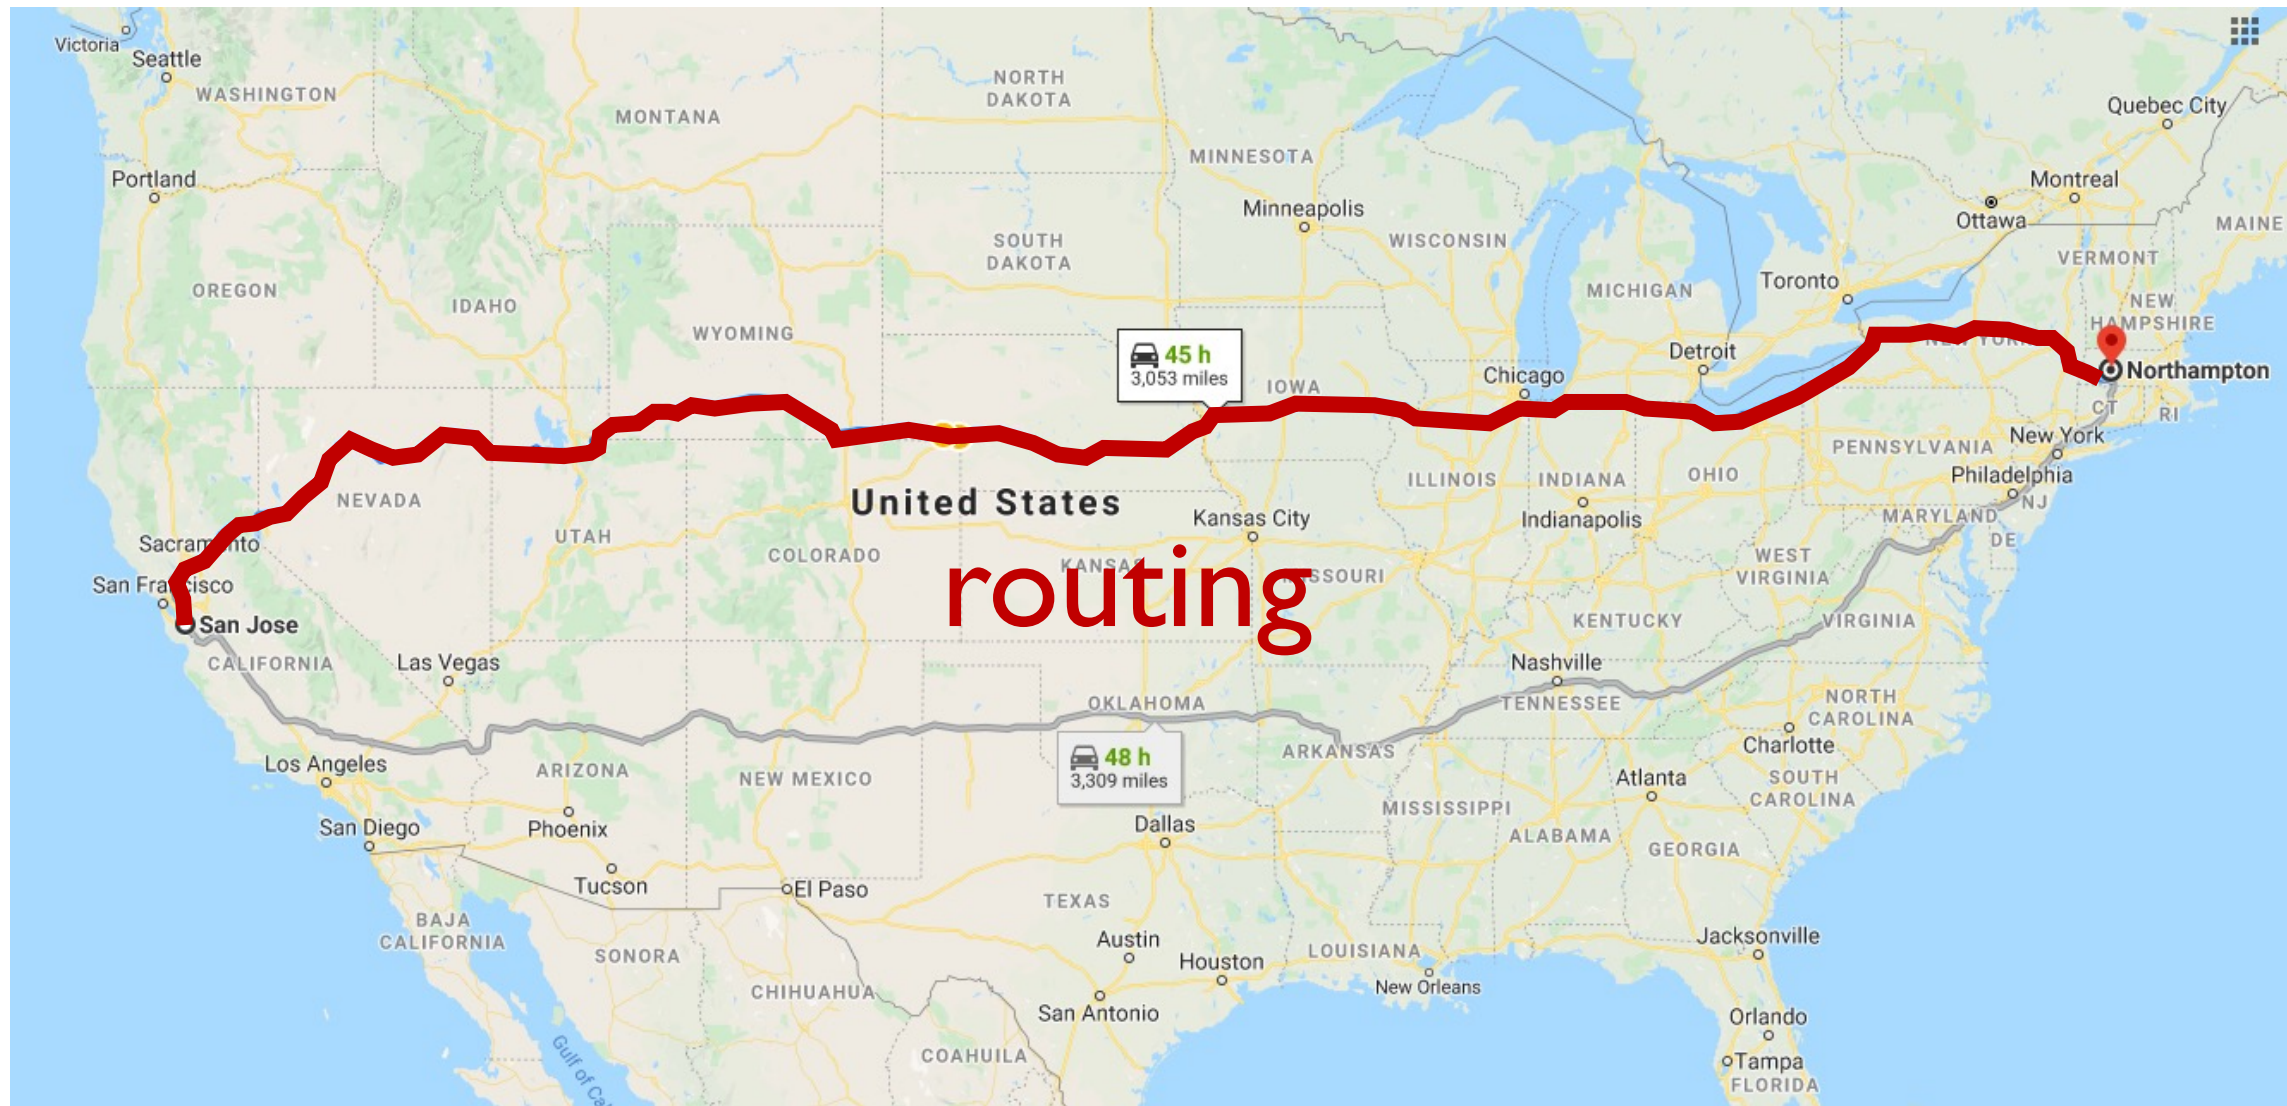 Victoria
Seattle
WASHINGTON
MONTANA
NORTH
DAKOTA
Quebec City
MINNESOTA
Portland
Montreal
Minneapolis
Ottawa
MAINE
SOUTH
DAKOTA
WISCONSIN
VERMONT
Toronto
OREGON
IDAHO
MICHIGAN
NEW
HAMPSHIRE
WYOMING
45 h
3,053 miles
IOWA
Chicago
Detroit
NEW YORK
Northampton
CT
RI
New York
PENNSYLVANIA
Philadelphia
NJ
NEVADA
United States
Kansas City
ILLINOIS
INDIANA
OHIO
Indianapolis
MARYLAND
DE
Sacramento
UTAH
COLORADO
KANSAS
MISSOURI
WEST
VIRGINIA
routing
San Francisco
San Jose
KENTUCKY
VIRGINIA
CALIFORNIA
Las Vegas
Nashville
OKLAHOMA
TENNESSEE
NORTH
CAROLINA
Charlotte
48 h
3,309 miles
ARKANSAS
Los Angeles
ARIZONA
NEW MEXICO
Atlanta
SOUTH
CAROLINA
MISSISSIPPI
San Diego
Phoenix
Dallas
ALABAMA
GEORGIA
Tucson
El Paso
TEXAS
BAJA
CALIFORNIA
SONORA
Austin
Houston
LOUISIANA
Jacksonville
New Orleans
CHIHUAHUA
San Antonio
Orlando
COAHUILA
Tampa
FLORIDA
Gulf of Ca